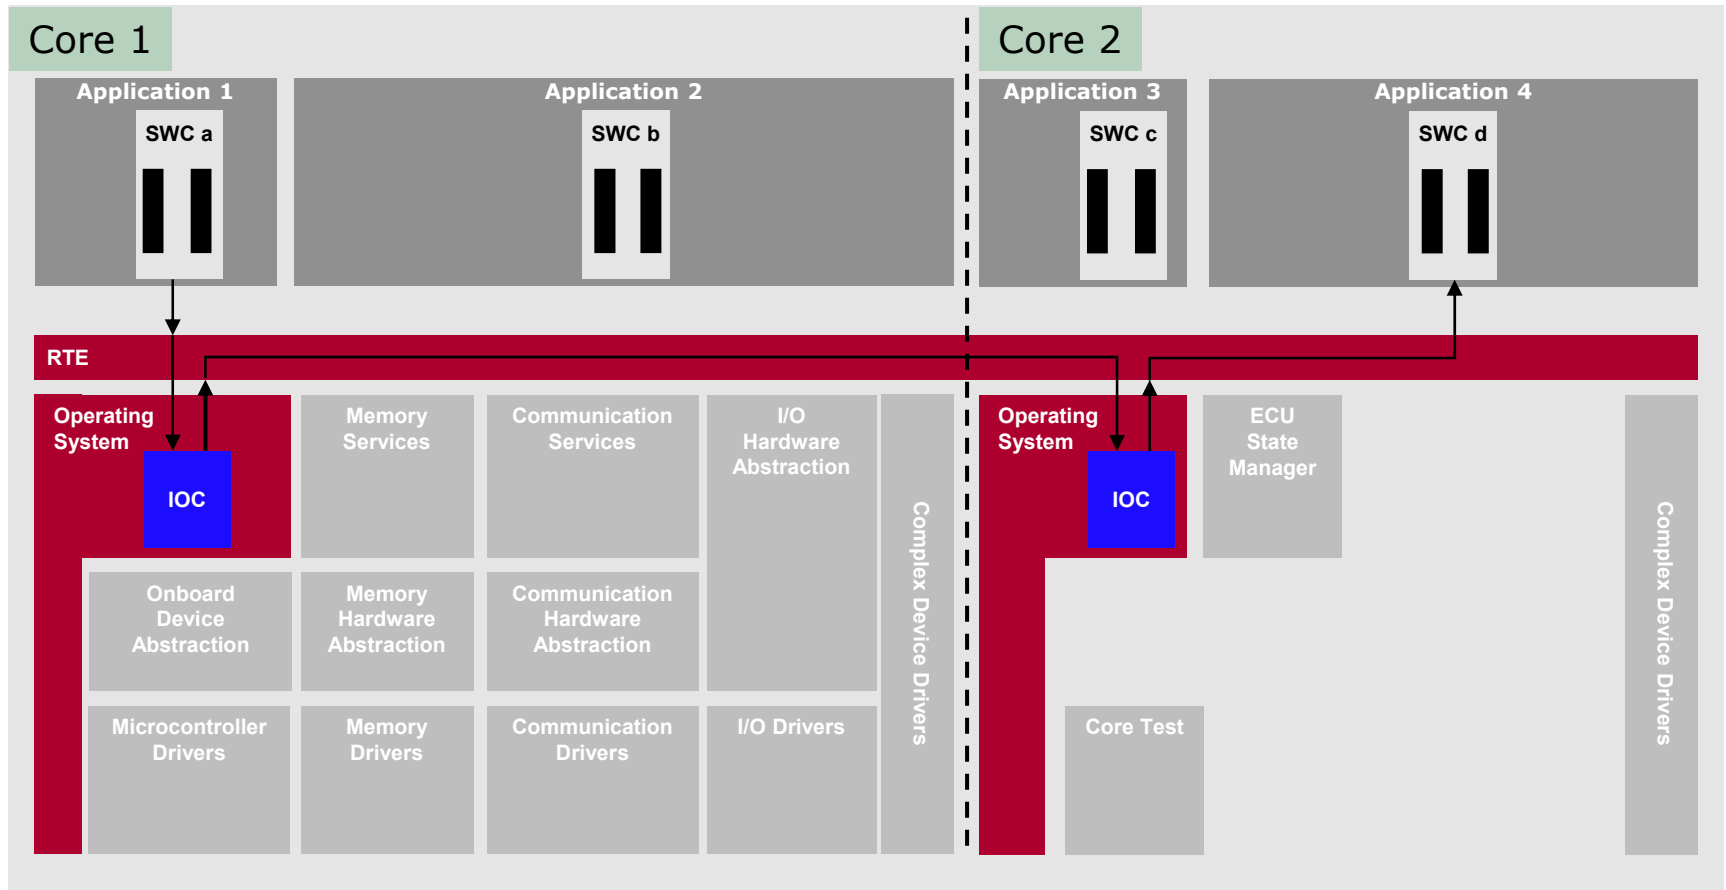 Core 1
Core 2
Application 1
Application 2
Application 3
Application 4
SWC a
SWC b
SWC c
SWC d
RTE
Operating
System
IOC
Memory
Services
Communication
Services
I/O
Hardware
Abstraction
Complex Device Drivers
Operating
System
IOC
ECU
State
Manager
Complex Device Drivers
Onboard
Device
Abstraction
Memory
Hardware
Abstraction
Communication
Hardware
Abstraction
Microcontroller
Drivers
Memory
Drivers
Communication
Drivers
I/O Drivers
Core Test